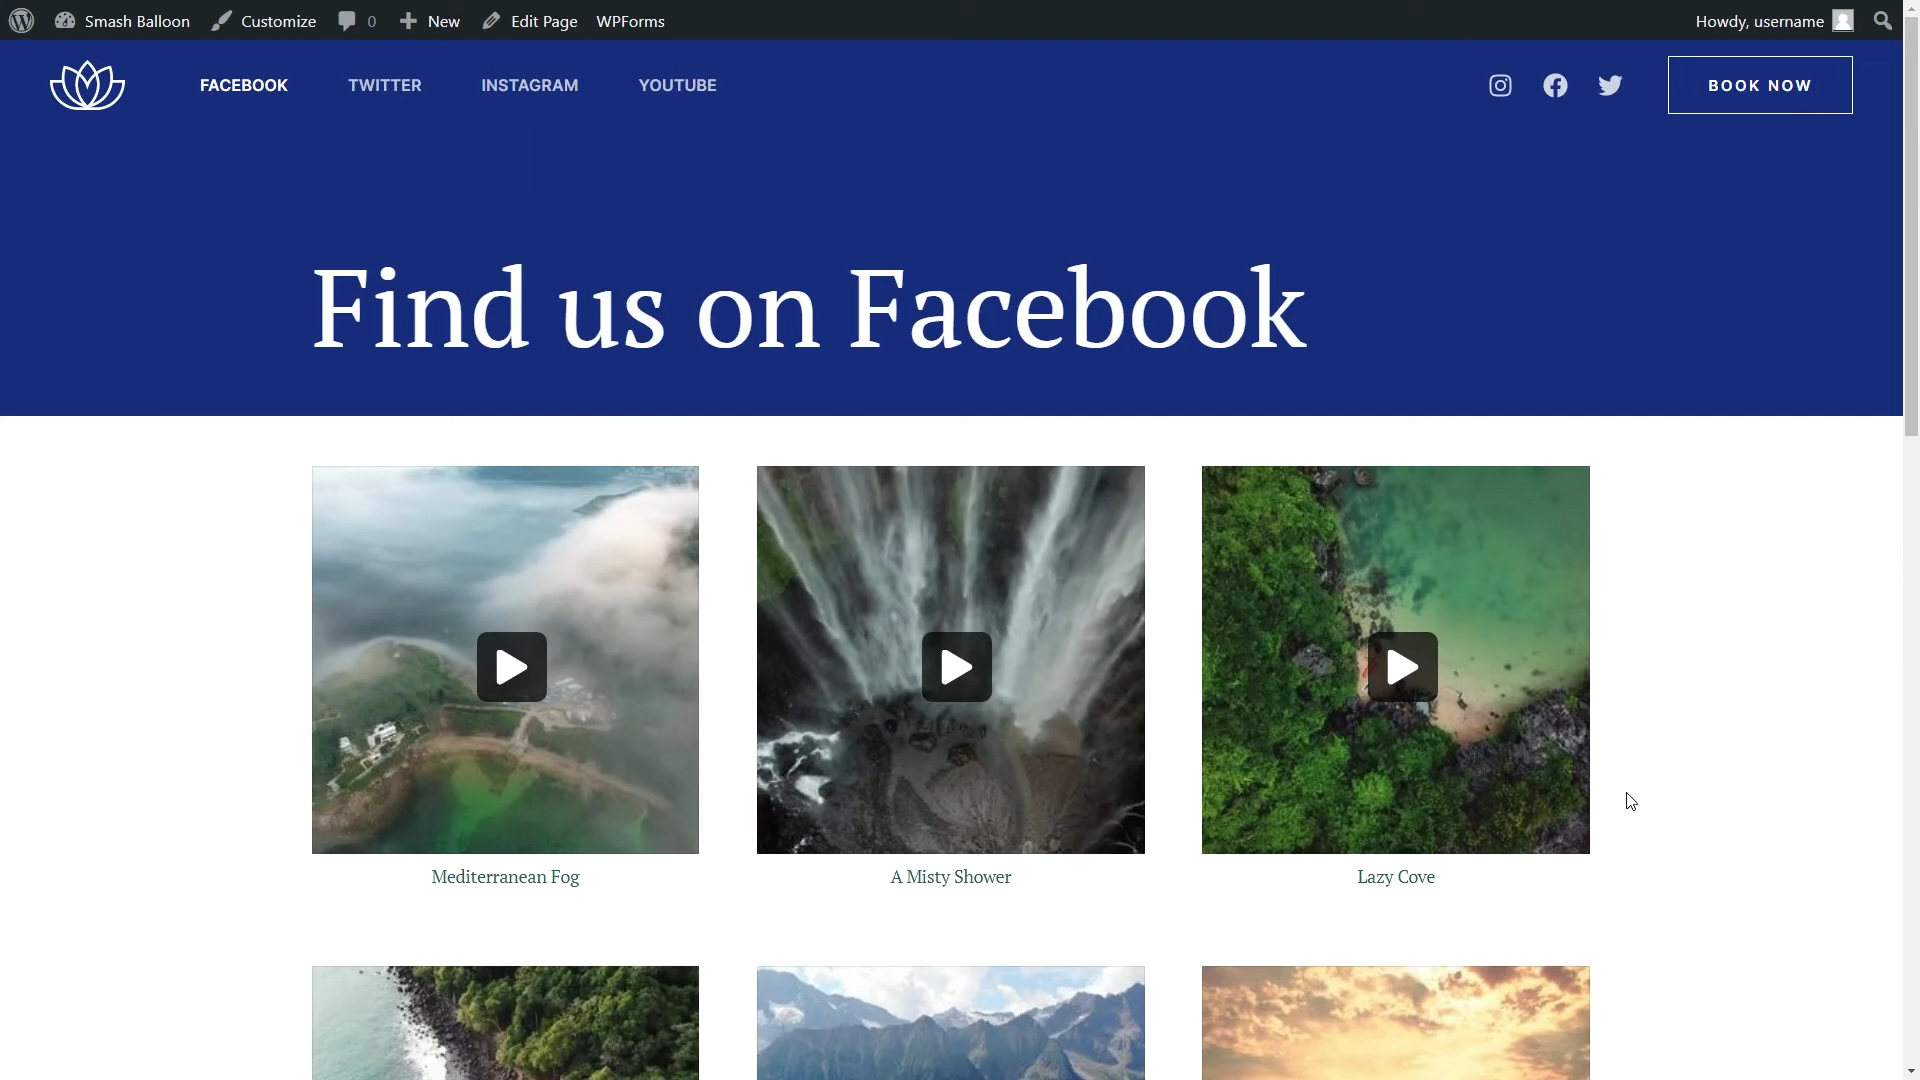 Smash Balloon Customize 0 New Edit Page WPForms Howdy, username
FACEBOOK TWITTER INSTAGRAM YOUTUBE BOOK NOW
Find us on Facebook
Mediterranean Fog
A Misty Shower
Lazy Cove